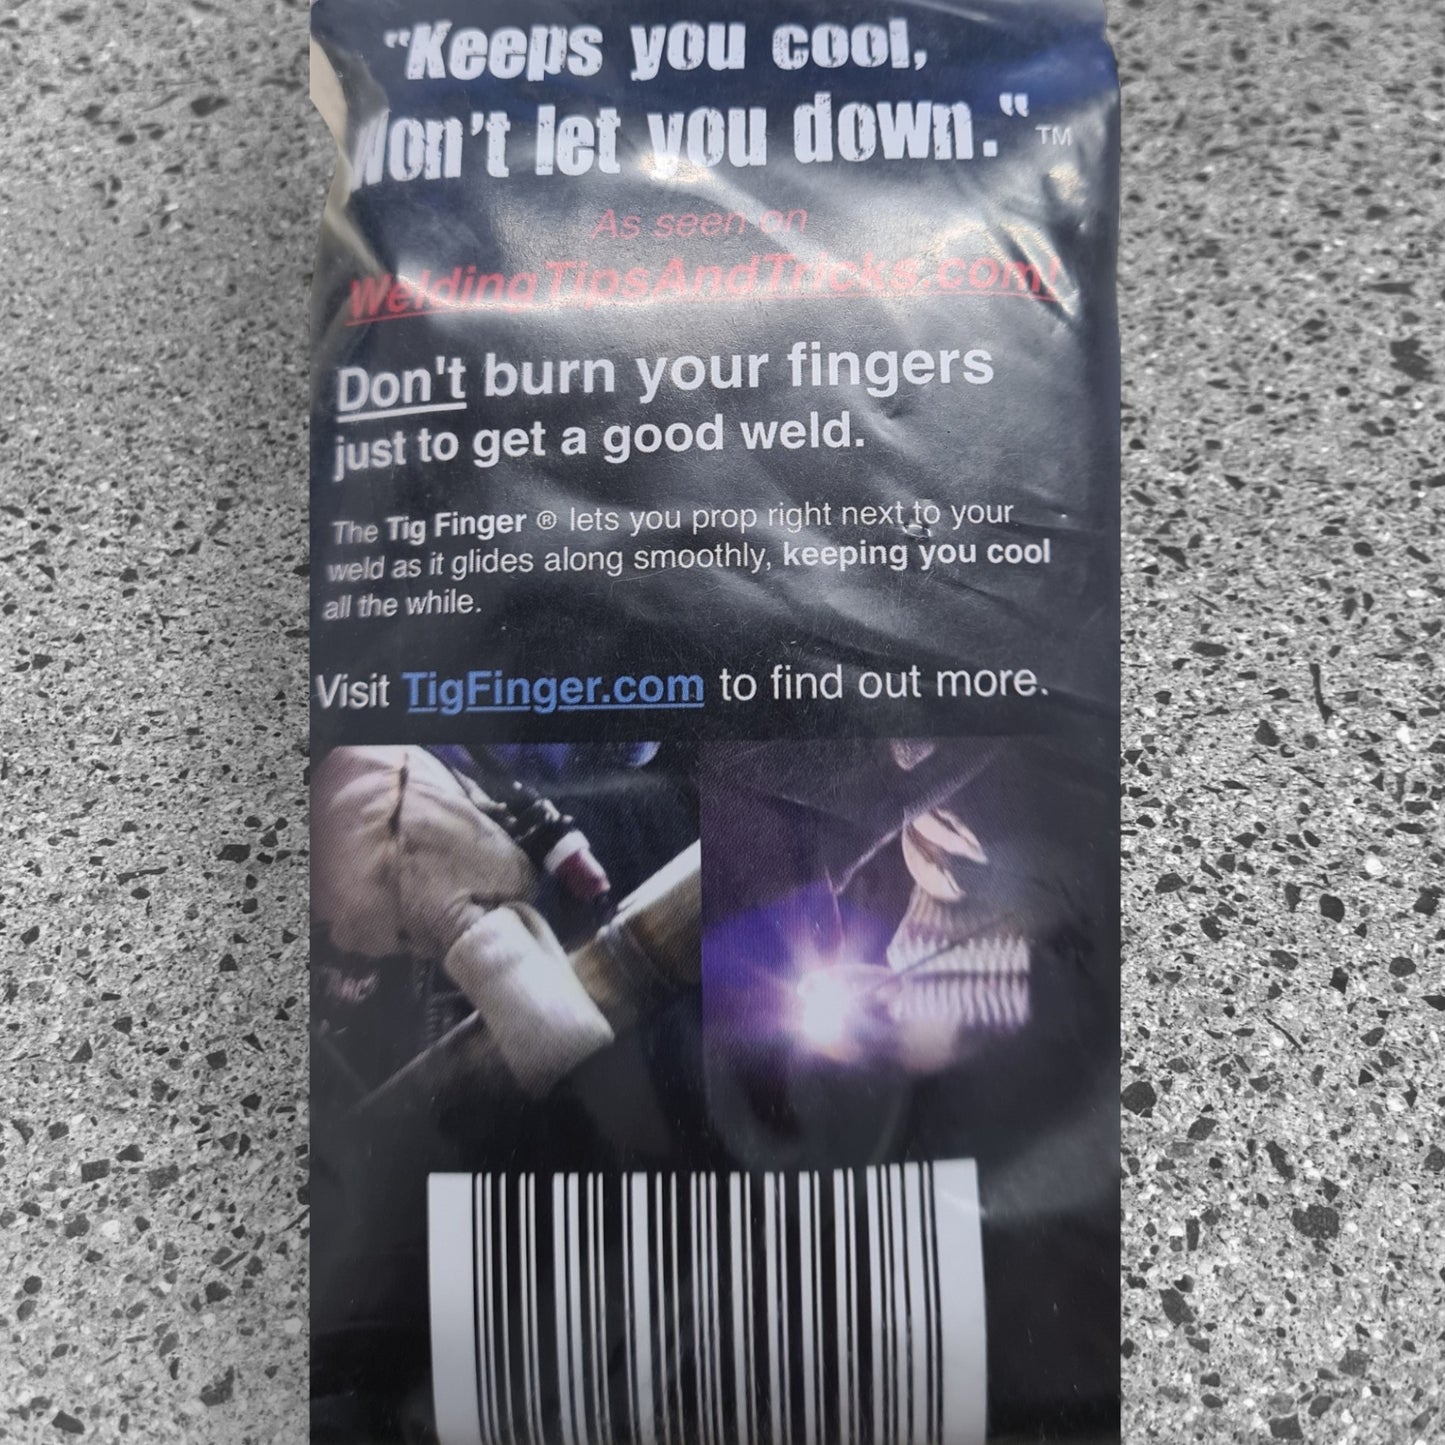 "Keeps you cool,
won't let you down."™
As seen on
WeldingTipsAndTricks.com!
Don't burn your fingers
just to get a good weld.
The Tig Finger ® lets you prop right next to your
weld as it glides along smoothly, keeping you cool
all the while.
Visit TigFinger.com to find out more.